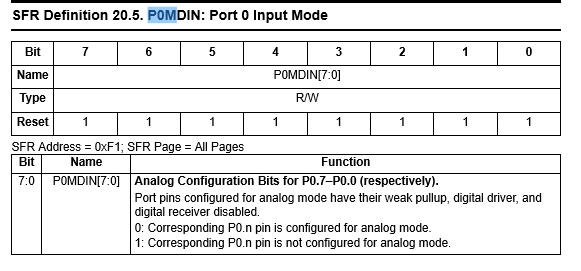 SFR Definition 20.5. P0MDIN: Port 0 Input Mode
Bit 7 6 5 4 3 2 1 0
Name P0MDIN[7:0]
Type R/W
Reset 1 1 1 1 1 1 1 1
SFR Address = 0xF1; SFR Page = All Pages
Bit Name Function
7:0 P0MDIN[7:0] Analog Configuration Bits for P0.7–P0.0 (respectively).
Port pins configured for analog mode have their weak pullup, digital driver, and
digital receiver disabled.
0: Corresponding P0.n pin is configured for analog mode.
1: Corresponding P0.n pin is not configured for analog mode.